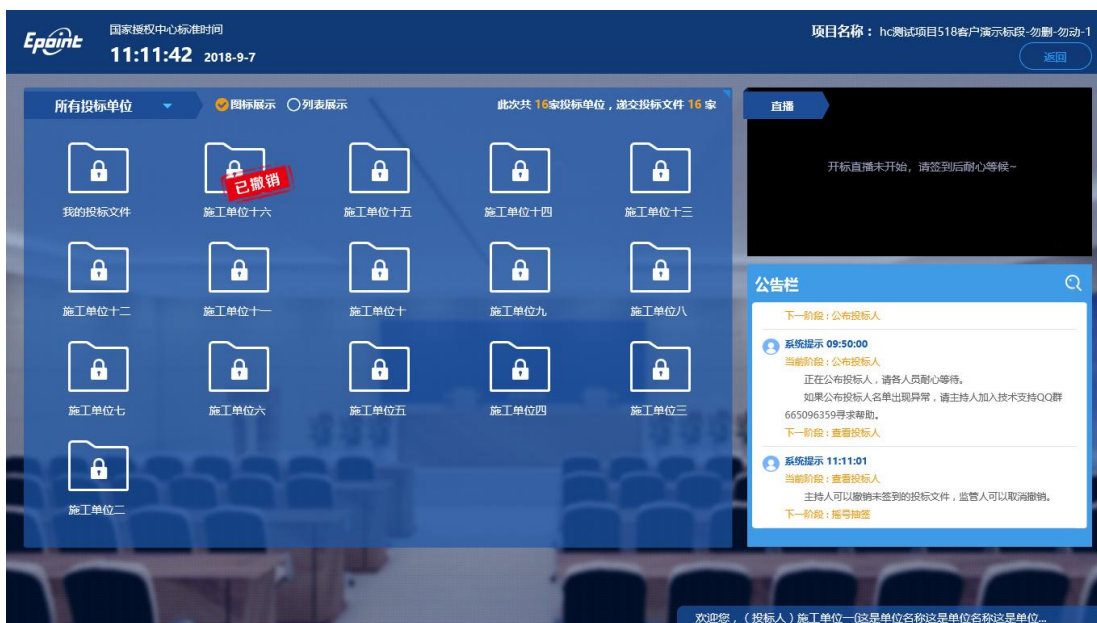 Epoint
国家授权中心标准时间
11:11:42 2018-9-7
项目名称：hc测试项目518客户演示标段-勿删-勿动-1
返回
所有投标单位
图标展示 列表展示
此次共 16家投标单位，递交投标文件 16 家
我的投标文件
已撤销
施工单位十六
施工单位十五
施工单位十四
施工单位十三
施工单位十二
施工单位十一
施工单位十
施工单位九
施工单位八
施工单位七
施工单位六
施工单位五
施工单位四
施工单位三
施工单位二
直播
开标直播未开始，请签到后耐心等候~
公告栏
下一阶段：公布投标人
系统提示 09:50:00
当前阶段：公布投标人
正在公布投标人，请各人员耐心等待。
如果公布投标人名单出现异常，请主持人加入技术支持QQ群
665096359寻求帮助。
下一阶段：查看投标人
系统提示 11:11:01
当前阶段：查看投标人
主持人可以撤销未签到的投标文件，监管人可以取消撤销。
下一阶段：摇号抽签
欢迎您，（投标人）施工单位一(这是单位名称这是单位名称这是单位...